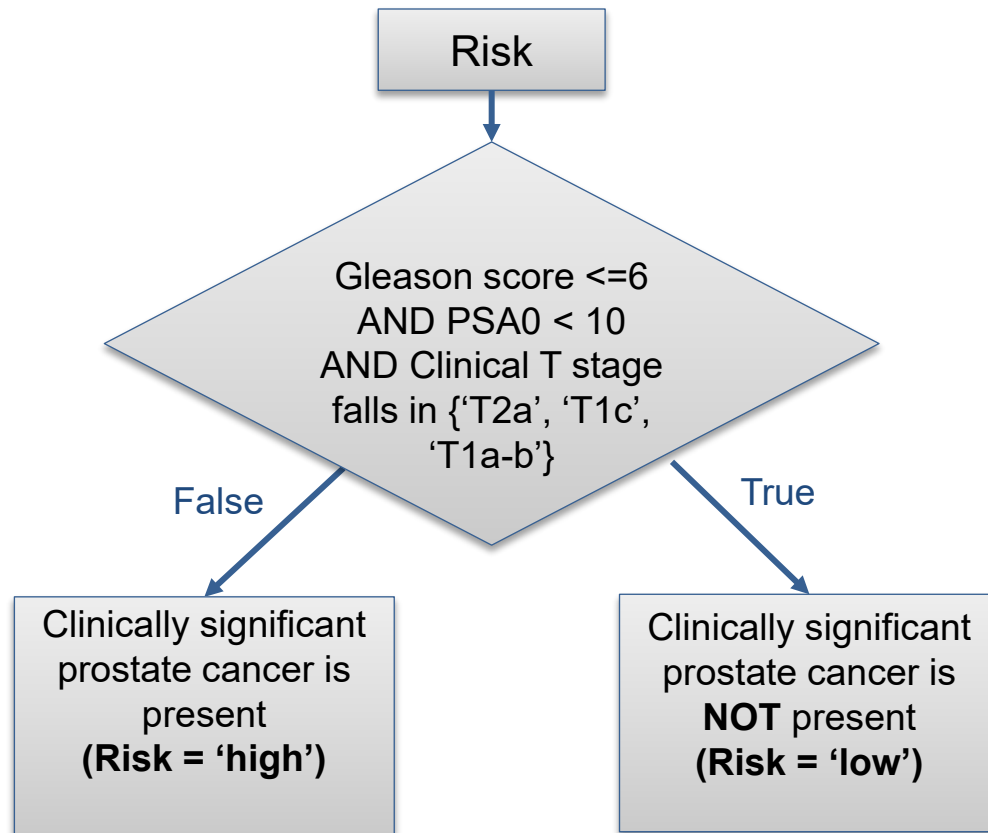 Risk
Gleason score <=6
AND PSA0 < 10
AND Clinical T stage
falls in {‘T2a’, ‘T1c’,
‘T1a-b’}
False
True
Clinically significant
prostate cancer is
present
(Risk = ‘high’)
Clinically significant
prostate cancer is
NOT present
(Risk = ‘low’)